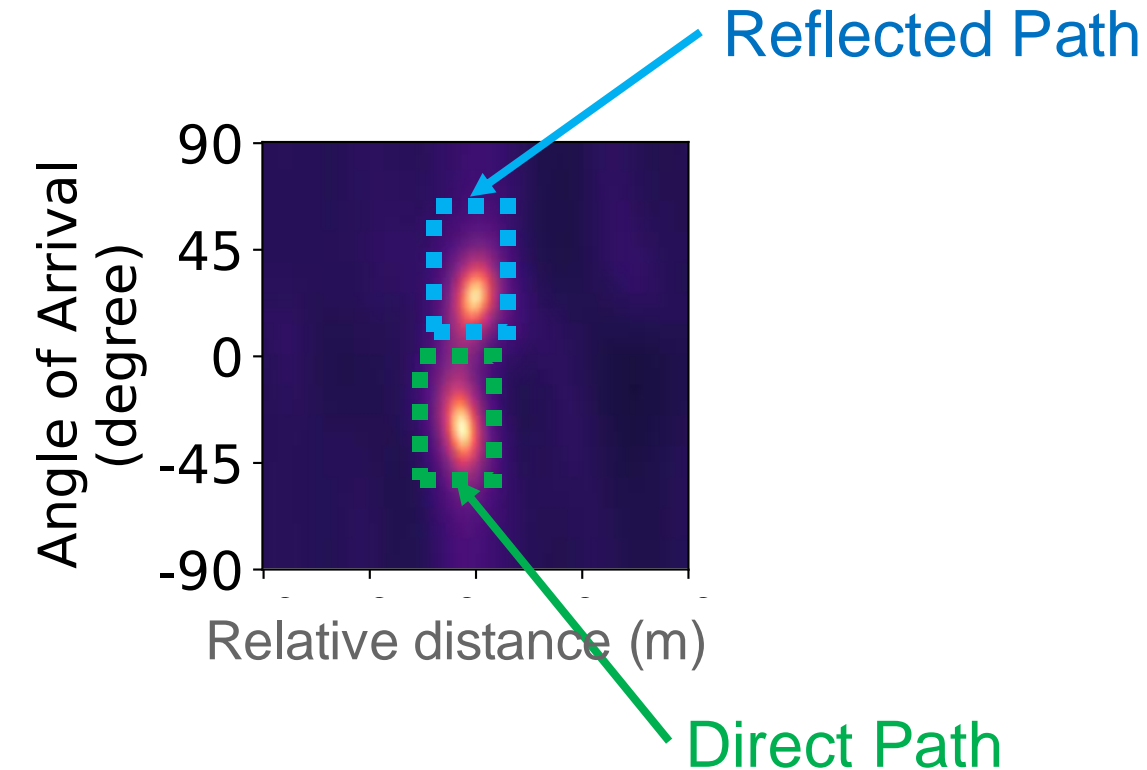 Reflected Path
Angle of Arrival
(degree)
90
45
0
-45
-90
Relative distance (m)
Direct Path